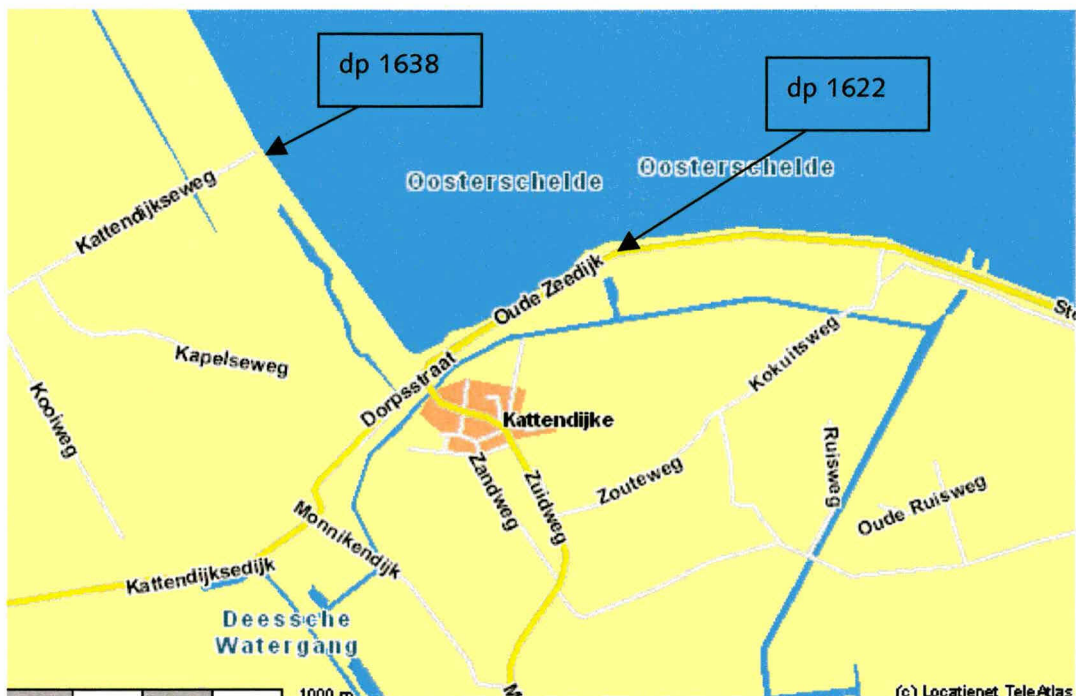 dp 1638
dp 1622
Oosterschelde
Oosterschelde
Kattendijkseweg
Oude Zeedijk
Kapelseweg
Dorpsstraat
Kokuitsweg
Kooiweg
Kattendijke
Zandweg
Zuidweg
Zouteweg
Ruisweg
Oude Ruisweg
Monnikendijk
Kattendijksedijk
Deessche
Watergang
1000 m
(c) Locatienet TeleAtlas